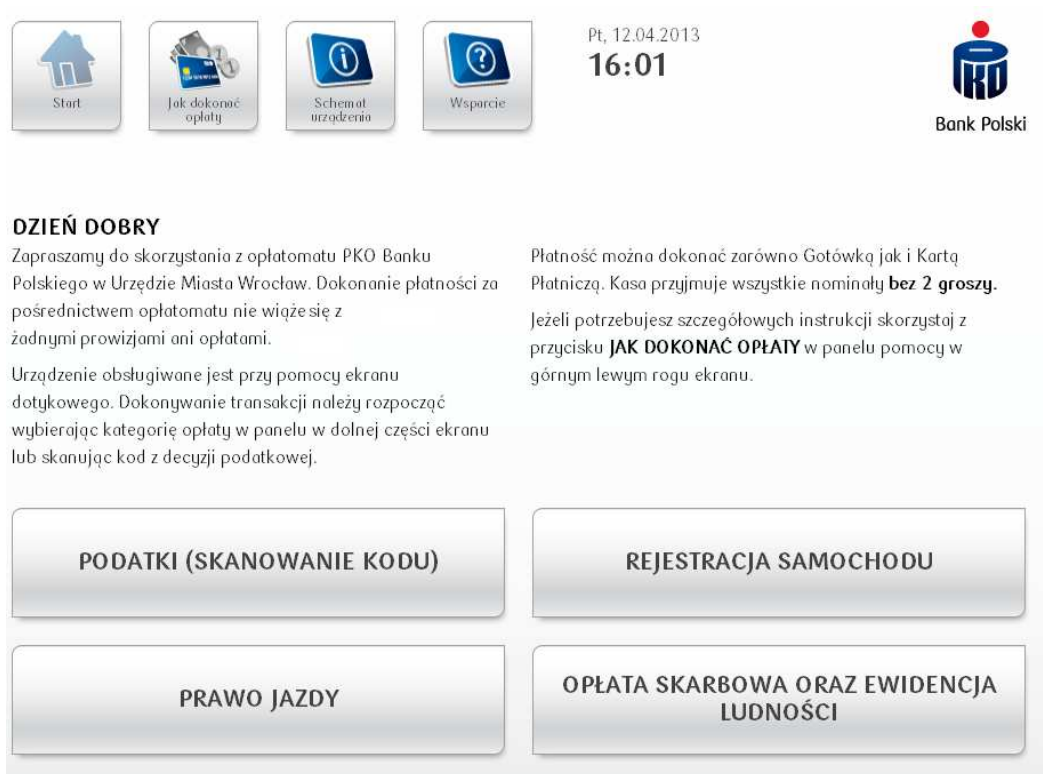 Start
Jak dokonać
opłaty
Schemat
urządzenia
Wsparcie
Pt, 12.04.2013
16:01
PKO
Bank Polski
DZIEŃ DOBRY
Zapraszamy do skorzystania z opłatomatu PKO Banku
Polskiego w Urzędzie Miasta Wrocław. Dokonanie płatności za
pośrednictwem opłatomatu nie wiąże się z
żadnymi prowizjami ani opłatami.
Urządzenie obsługiwane jest przy pomocy ekranu
dotykowego. Dokonywanie transakcji należy rozpocząć
wybierając kategorię opłaty w panelu w dolnej części ekranu
lub skanując kod z decyzji podatkowej.
Płatność można dokonać zarówno Gotówką jak i Kartą
Płatniczą. Kasa przyjmuje wszystkie nominały bez 2 groszy.
Jeżeli potrzebujesz szczegółowych instrukcji skorzystaj z
przycisku JAK DOKONAĆ OPŁATY w panelu pomocy w
górnym lewym rogu ekranu.
PODATKI (SKANOWANIE KODU)
REJESTRACJA SAMOCHODU
PRAWO JAZDY
OPŁATA SKARBOWA ORAZ EWIDENCJA
LUDNOŚCI